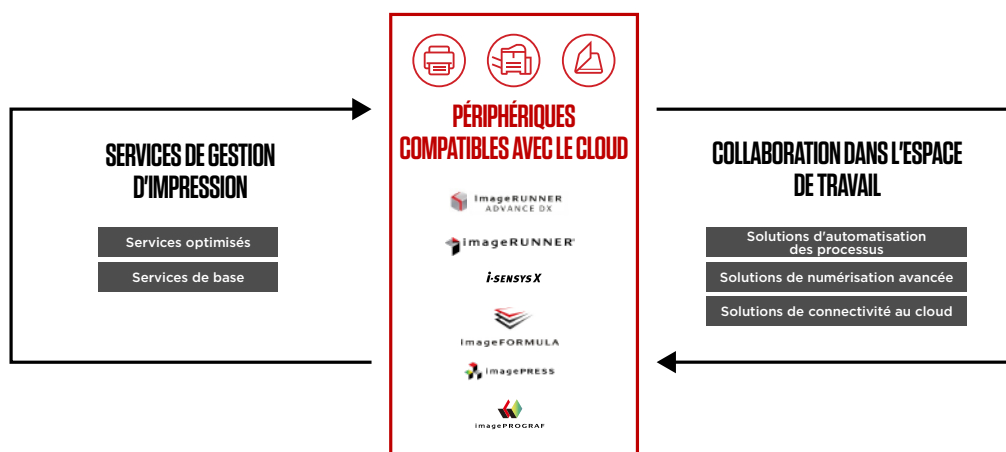 SERVICES DE GESTION
D'IMPRESSION
Services optimisés
Services de base
PÉRIPHÉRIQUES
COMPATIBLES AVEC LE CLOUD
imageRUNNER
ADVANCE DX
imageRUNNER
i-SENSYS X
imageFORMULA
imagePRESS
imagePROGRAF
COLLABORATION DANS L'ESPACE
DE TRAVAIL
Solutions d'automatisation
des processus
Solutions de numérisation avancée
Solutions de connectivité au cloud